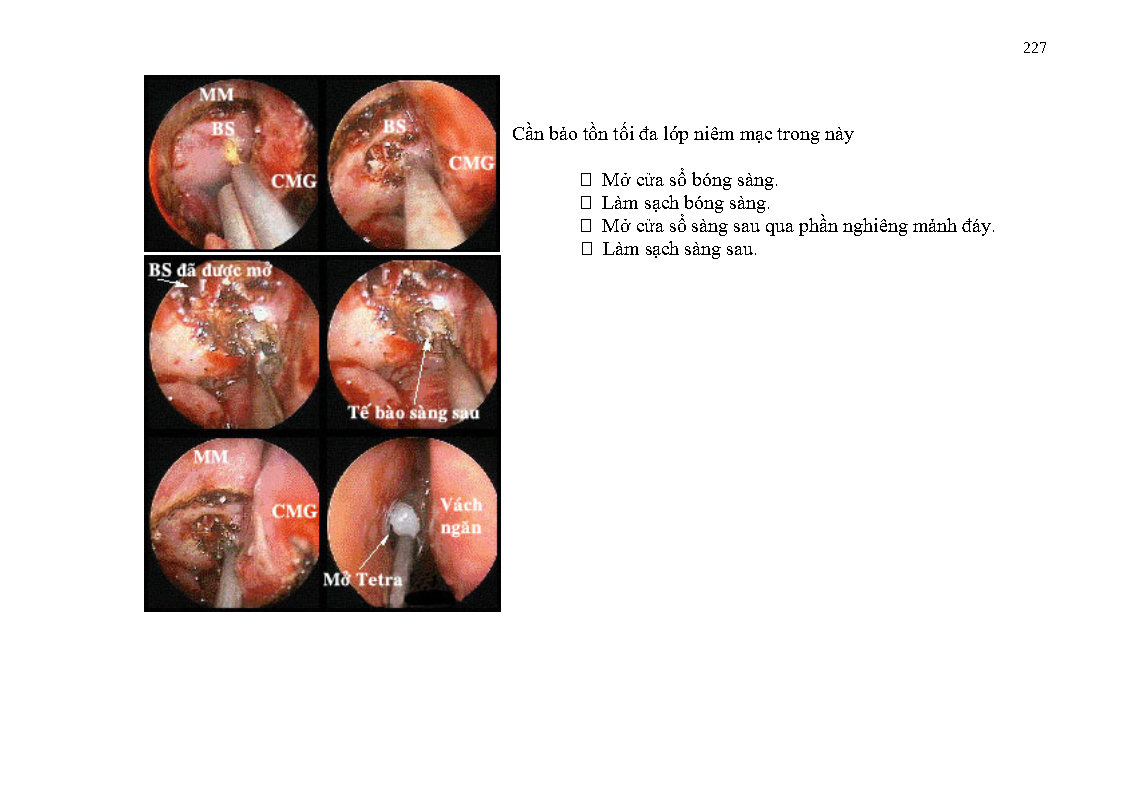 227
MM
BS
CMG
BS
CMG
Cần bảo tồn tối đa lớp niêm mạc trong này
Mở cửa sổ bóng sàng.
Làm sạch bóng sàng.
Mở cửa sổ sàng sau qua phần nghiêng mảnh đáy.
Làm sạch sàng sau.
BS đã được mở
Tế bào sàng sau
MM
CMG
Vách
ngăn
Mở Tetra